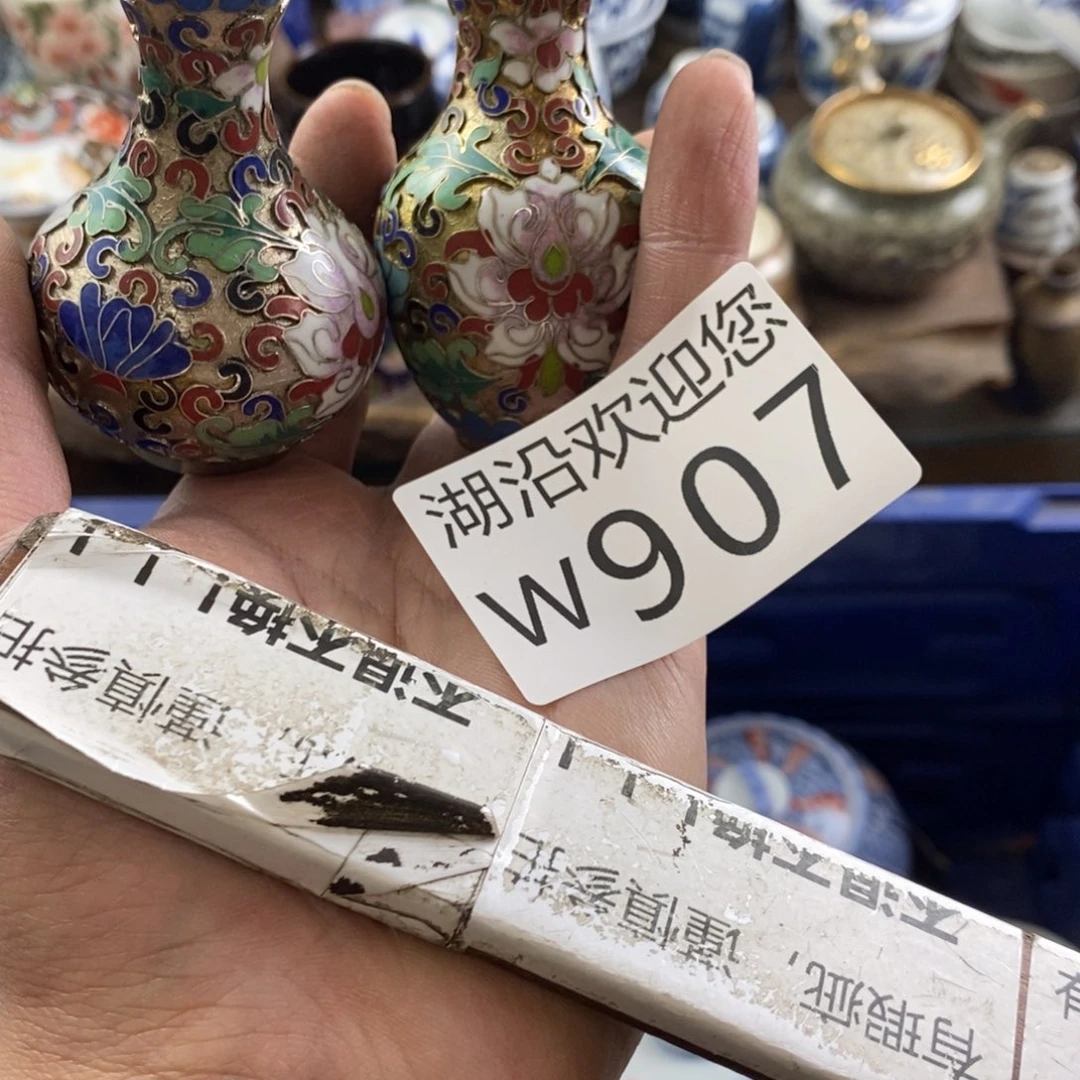 湖沿欢迎您
w907
不退不换！！！
谨慎参拍
不退不换！！！
有瑕疵，谨慎参拍